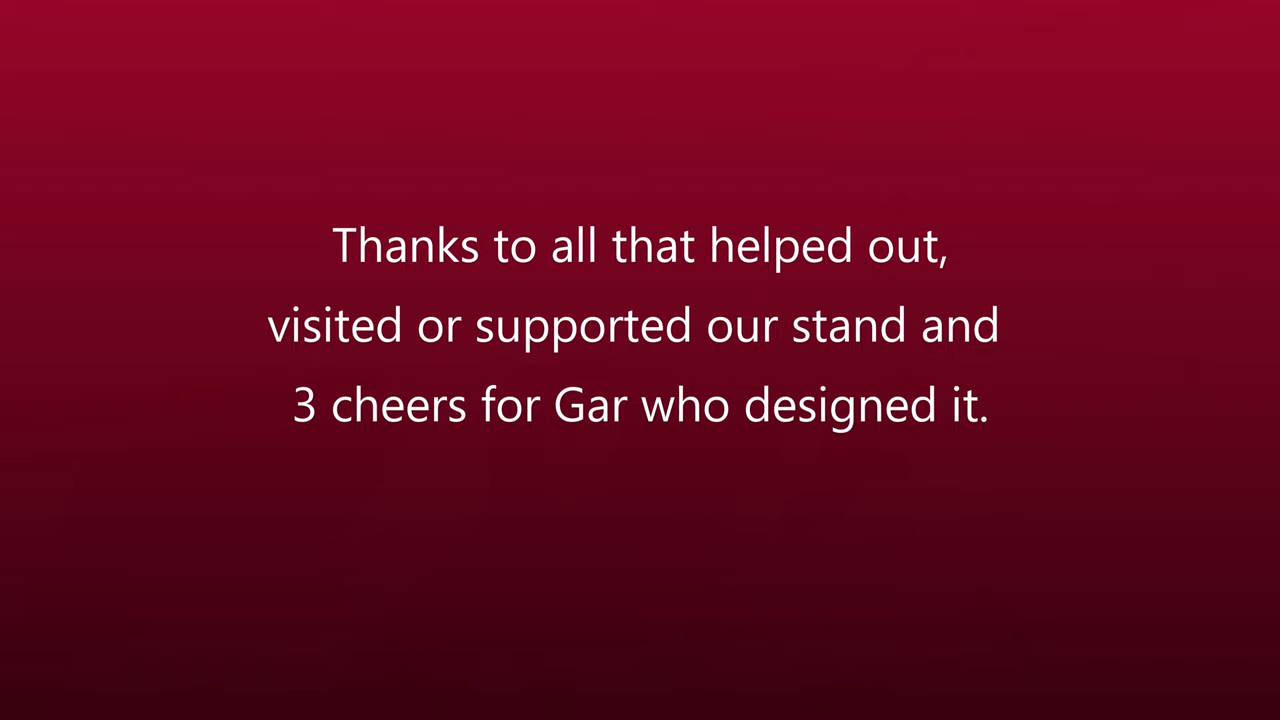 Thanks to all that helped out,
visited or supported our stand and
3 cheers for Gar who designed it.